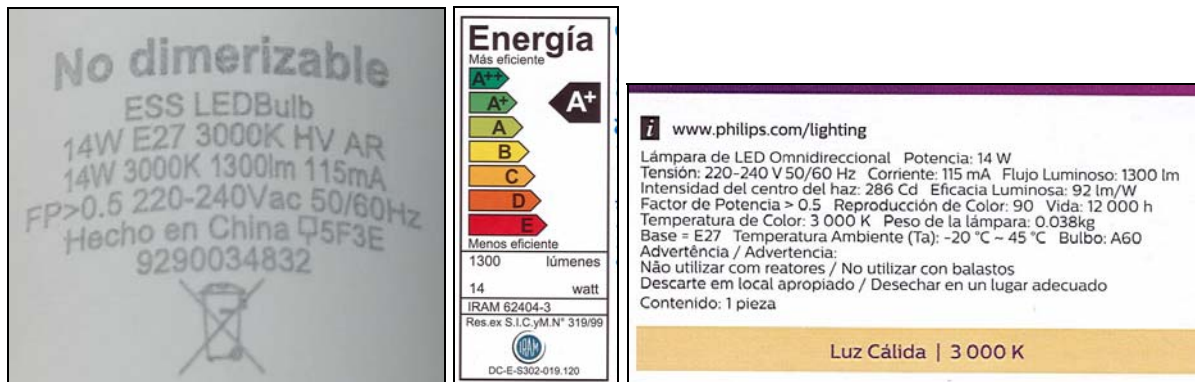 No dimerizable
ESS LEDBulb
14W E27 3000K HV AR
14W 3000K 1300lm 115mA
FP>0.5 220-240Vac 50/60Hz
Hecho en China 5F3E
9290034832
Energía
Más eficiente
A++
A+
A+
A
B
C
D
E
Menos eficiente
1300 lúmenes
14 watt
IRAM 62404-3
Res.ex S.I.C.yM.N° 319/99
IRAM
DC-E-S302-019.120
i www.philips.com/lighting
Lámpara de LED Omnidireccional Potencia: 14 W
Tensión: 220-240 V 50/60 Hz Corriente: 115 mA Flujo Luminoso: 1300 lm
Intensidad del centro del haz: 286 Cd Eficacia Luminosa: 92 lm/W
Factor de Potencia > 0.5 Reproducción de Color: 90 Vida: 12 000 h
Temperatura de Color: 3 000 K Peso de la lámpara: 0.038kg
Base = E27 Temperatura Ambiente (Ta): -20 °C ~ 45 °C Bulbo: A60
Advertência / Advertencia:
Não utilizar com reatores / No utilizar con balastos
Descarte em local apropiado / Desechar en un lugar adecuado
Contenido: 1 pieza
Luz Cálida | 3 000 K